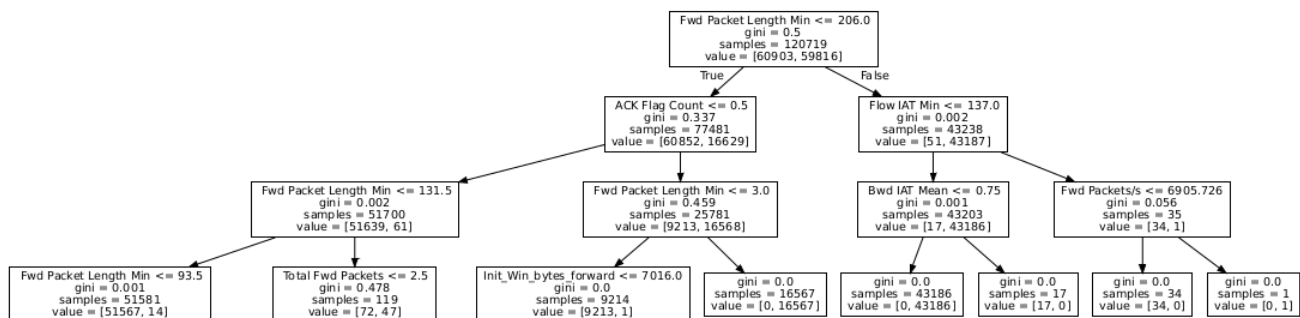 Fwd Packet Length Min <= 206.0
gini = 0.5
samples = 120719
value = [60903, 59816]
True
False
ACK Flag Count <= 0.5
gini = 0.337
samples = 77481
value = [60852, 16629]
Flow IAT Min <= 137.0
gini = 0.002
samples = 43238
value = [51, 43187]
Fwd Packet Length Min <= 131.5
gini = 0.002
samples = 51700
value = [51639, 61]
Fwd Packet Length Min <= 3.0
gini = 0.459
samples = 25781
value = [9213, 16568]
Bwd IAT Mean <= 0.75
gini = 0.001
samples = 43203
value = [17, 43186]
Fwd Packets/s <= 6905.726
gini = 0.056
samples = 35
value = [34, 1]
Fwd Packet Length Min <= 93.5
gini = 0.001
samples = 51581
value = [51567, 14]
Total Fwd Packets <= 2.5
gini = 0.478
samples = 119
value = [72, 47]
Init_Win_bytes_forward <= 7016.0
gini = 0.0
samples = 9214
value = [9213, 1]
gini = 0.0
samples = 16567
value = [0, 16567]
gini = 0.0
samples = 43186
value = [0, 43186]
gini = 0.0
samples = 17
value = [17, 0]
gini = 0.0
samples = 34
value = [34, 0]
gini = 0.0
samples = 1
value = [0, 1]